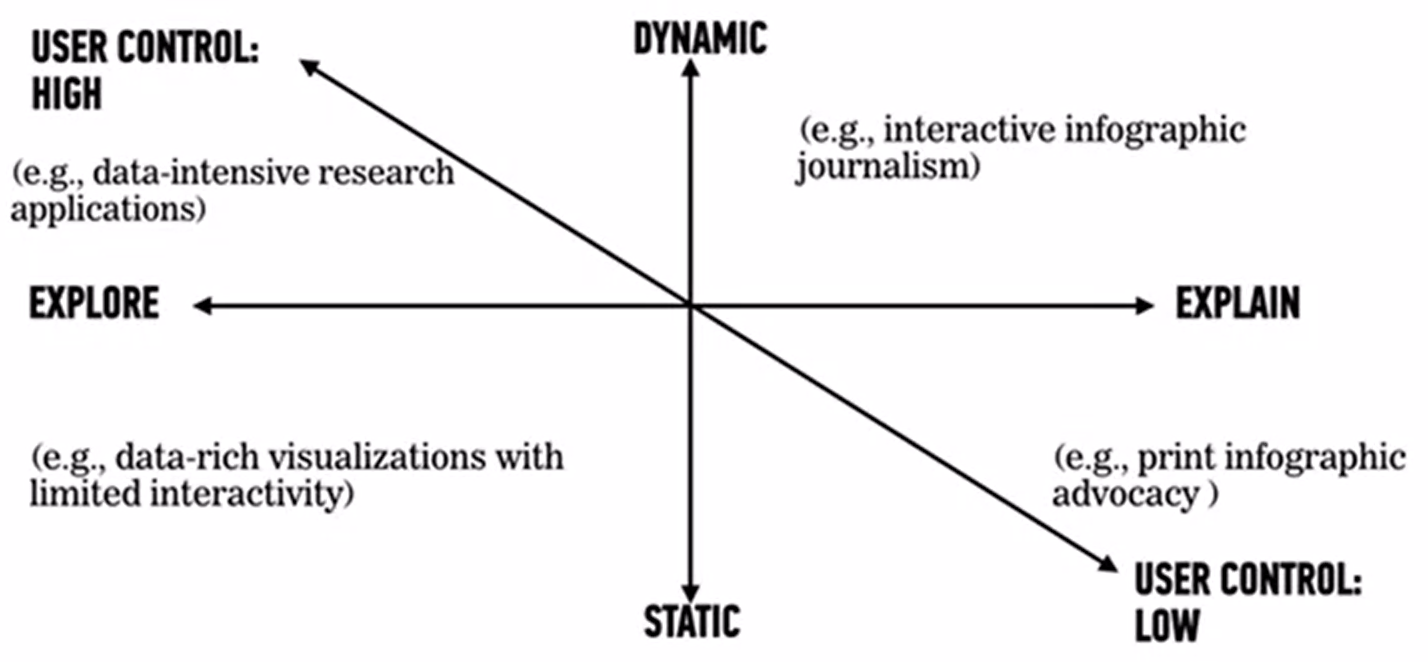 USER CONTROL:
HIGH
DYNAMIC
(e.g., interactive infographic
journalism)
(e.g., data-intensive research
applications)
EXPLORE
EXPLAIN
(e.g., data-rich visualizations with
limited interactivity)
(e.g., print infographic
advocacy )
STATIC
USER CONTROL:
LOW